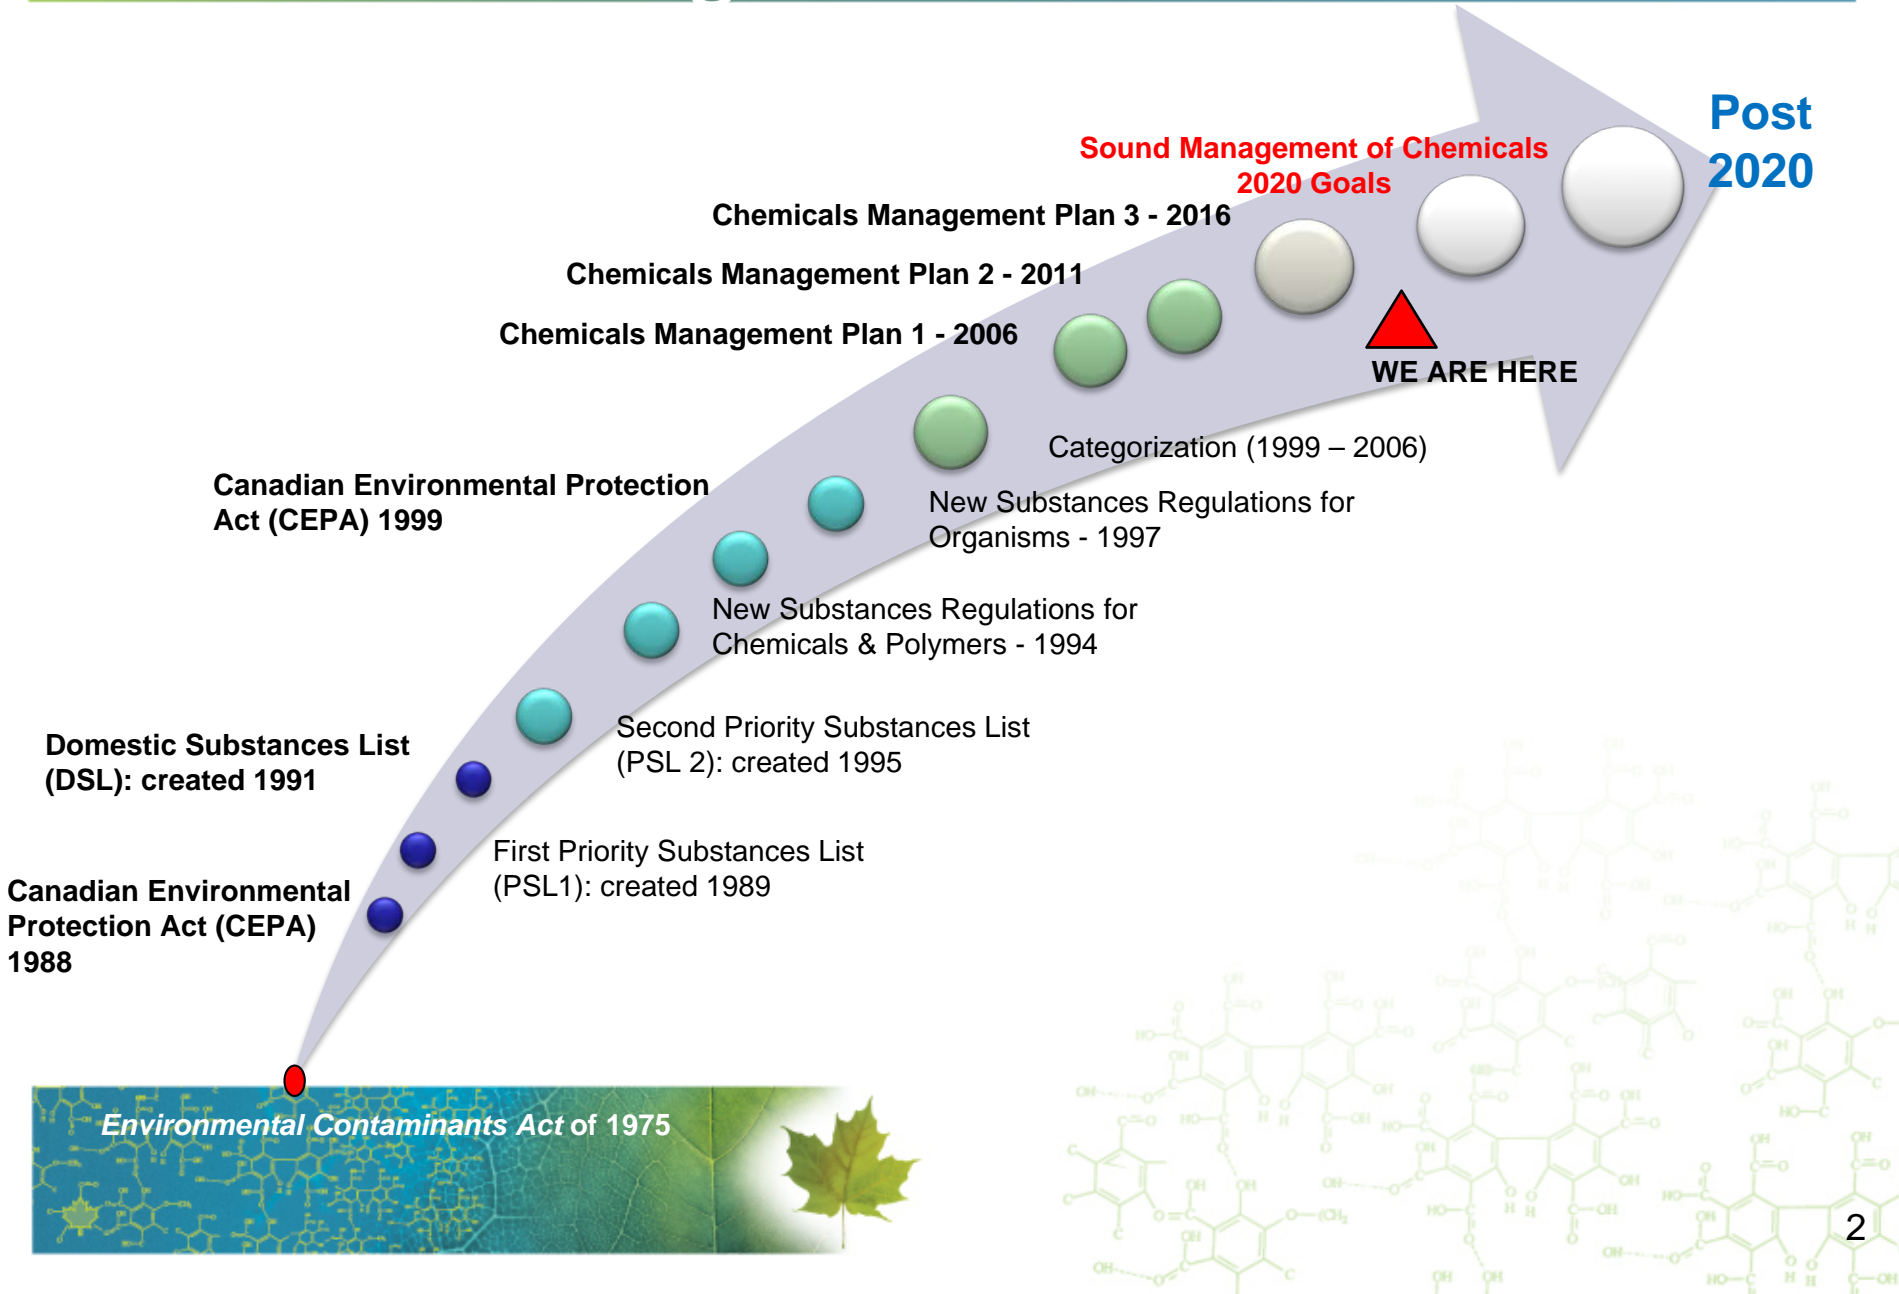 Post
2020
Sound Management of Chemicals
2020 Goals
Chemicals Management Plan 3 - 2016
Chemicals Management Plan 2 - 2011
Chemicals Management Plan 1 - 2006
WE ARE HERE
Categorization (1999 – 2006)
Canadian Environmental Protection
Act (CEPA) 1999
New Substances Regulations for
Organisms - 1997
New Substances Regulations for
Chemicals & Polymers - 1994
Second Priority Substances List
(PSL 2): created 1995
Domestic Substances List
(DSL): created 1991
First Priority Substances List
(PSL1): created 1989
Canadian Environmental
Protection Act (CEPA)
1988
Environmental Contaminants Act of 1975
2